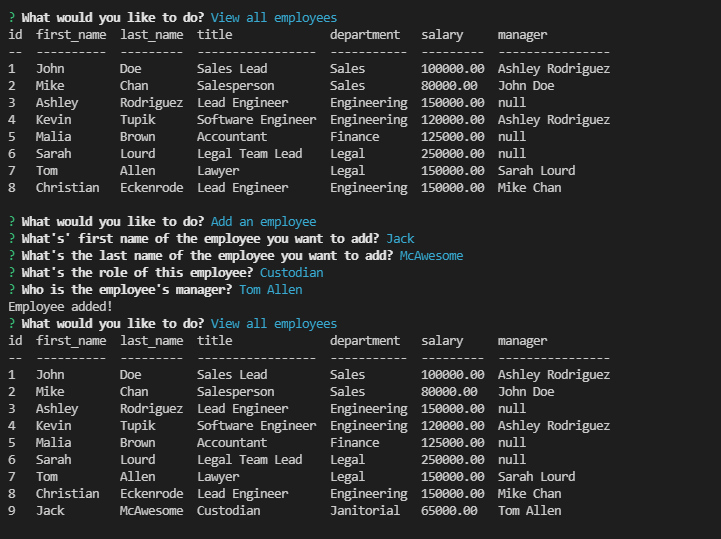 ? What would you like to do? View all employees
id  first_name  last_name  title              department   salary     manager
--  ----------  ---------  -----------------  -----------  ---------  ----------------
1   John        Doe        Sales Lead         Sales        100000.00  Ashley Rodriguez
2   Mike        Chan       Salesperson        Sales        80000.00   John Doe
3   Ashley      Rodriguez  Lead Engineer      Engineering  150000.00  null
4   Kevin       Tupik      Software Engineer  Engineering  120000.00  Ashley Rodriguez
5   Malia       Brown      Accountant         Finance      125000.00  null
6   Sarah       Lourd      Legal Team Lead    Legal        250000.00  null
7   Tom         Allen      Lawyer             Legal        150000.00  Sarah Lourd
8   Christian   Eckenrode  Lead Engineer      Engineering  150000.00  Mike Chan
? What would you like to do? Add an employee
? What's' first name of the employee you want to add? Jack
? What's the last name of the employee you want to add? McAwesome
? What's the role of this employee? Custodian
? Who is the employee's manager? Tom Allen
Employee added!
? What would you like to do? View all employees
id  first_name  last_name  title              department   salary     manager
--  ----------  ---------  -----------------  -----------  ---------  ----------------
1   John        Doe        Sales Lead         Sales        100000.00  Ashley Rodriguez
2   Mike        Chan       Salesperson        Sales        80000.00   John Doe
3   Ashley      Rodriguez  Lead Engineer      Engineering  150000.00  null
4   Kevin       Tupik      Software Engineer  Engineering  120000.00  Ashley Rodriguez
5   Malia       Brown      Accountant         Finance      125000.00  null
6   Sarah       Lourd      Legal Team Lead    Legal        250000.00  null
7   Tom         Allen      Lawyer             Legal        150000.00  Sarah Lourd
8   Christian   Eckenrode  Lead Engineer      Engineering  150000.00  Mike Chan
9   Jack        McAwesome  Custodian          Janitorial   65000.00   Tom Allen